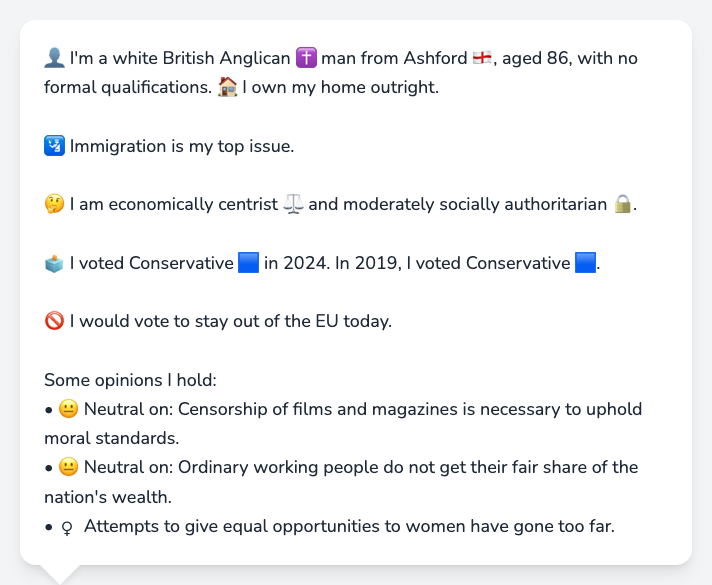 👤 I'm a white British Anglican ✝️ man from Ashford 🏴󠁧󠁢󠁥󠁮󠁧󠁿, aged 86, with no
formal qualifications. 🏠 I own my home outright.
🛂 Immigration is my top issue.
🤔 I am economically centrist ⚖️ and moderately socially authoritarian 🔒.
🗳️ I voted Conservative 🟦 in 2024. In 2019, I voted Conservative 🟦.
🚫 I would vote to stay out of the EU today.
Some opinions I hold:
• 😐 Neutral on: Censorship of films and magazines is necessary to uphold
moral standards.
• 😐 Neutral on: Ordinary working people do not get their fair share of the
nation's wealth.
• ♀ Attempts to give equal opportunities to women have gone too far.